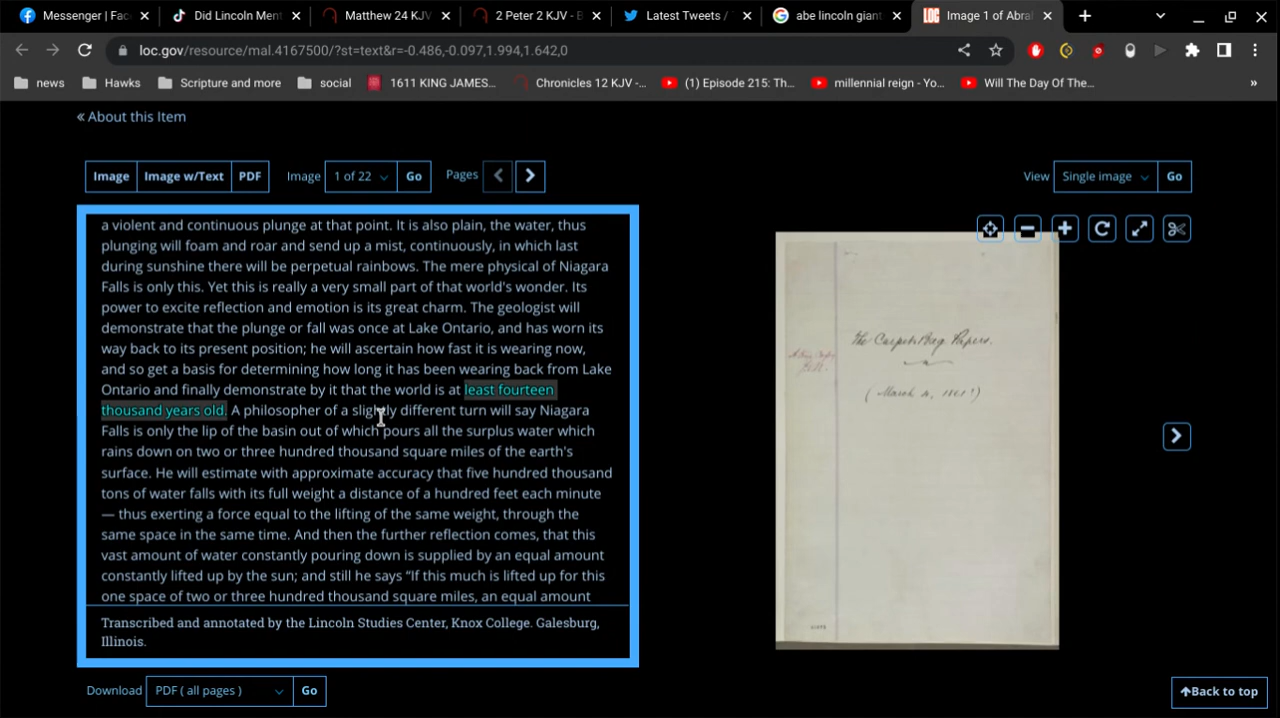 Messenger | Fac
Did Lincoln Ment
Matthew 24 KJV
2 Peter 2 KJV - B
Latest Tweets /
abe lincoln giant
Image 1 of Abra
loc.gov/resource/mal.4167500/?st=text&r=-0.486,-0.097,1.994,1.642,0
news
Hawks
Scripture and more
social
1611 KING JAMES...
Chronicles 12 KJV -...
(1) Episode 215: Th...
millennial reign - Yo...
Will The Day Of The...
»
« About this Item
Image
Image w/Text
PDF
Image
1 of 22
Go
Pages
View
Single image
Go
a violent and continuous plunge at that point. It is also plain, the water, thus
plunging will foam and roar and send up a mist, continuously, in which last
during sunshine there will be perpetual rainbows. The mere physical of Niagara
Falls is only this. Yet this is really a very small part of that world's wonder. Its
power to excite reflection and emotion is its great charm. The geologist will
demonstrate that the plunge or fall was once at Lake Ontario, and has worn its
way back to its present position; he will ascertain how fast it is wearing now,
and so get a basis for determining how long it has been wearing back from Lake
Ontario and finally demonstrate by it that the world is at least fourteen
thousand years old. A philosopher of a slightly different turn will say Niagara
Falls is only the lip of the basin out of which pours all the surplus water which
rains down on two or three hundred thousand square miles of the earth's
surface. He will estimate with approximate accuracy that five hundred thousand
tons of water falls with its full weight a distance of a hundred feet each minute
— thus exerting a force equal to the lifting of the same weight, through the
same space in the same time. And then the further reflection comes, that this
vast amount of water constantly pouring down is supplied by an equal amount
constantly lifted up by the sun; and still he says "If this much is lifted up for this
one space of two or three hundred thousand square miles, an equal amount
Transcribed and annotated by the Lincoln Studies Center, Knox College. Galesburg,
Illinois.
LOC
The Carpet Bag Papers.
(March 4, 1861?)
Download
PDF ( all pages )
Go
Back to top